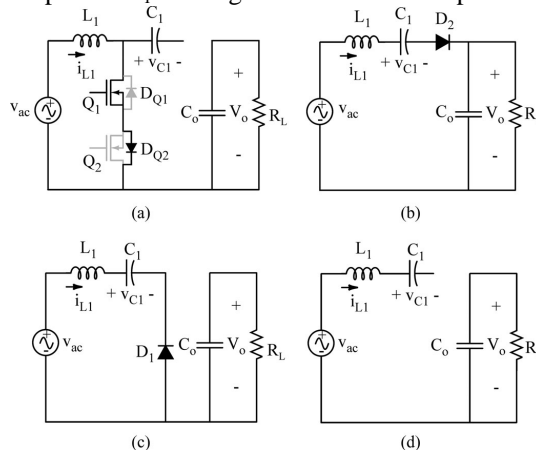 L1 C1
iL1 + vC1 -
Q1 DQ1
vac
Q2 DQ2
Co + Vo - RL
(a)
L1 C1 D2
iL1 + vC1 -
vac
Co + Vo - R
(b)
L1 C1
iL1 + vC1 -
vac
D1
Co + Vo - RL
(c)
L1 C1
iL1 + vC1 -
vac
Co + Vo - R
(d)